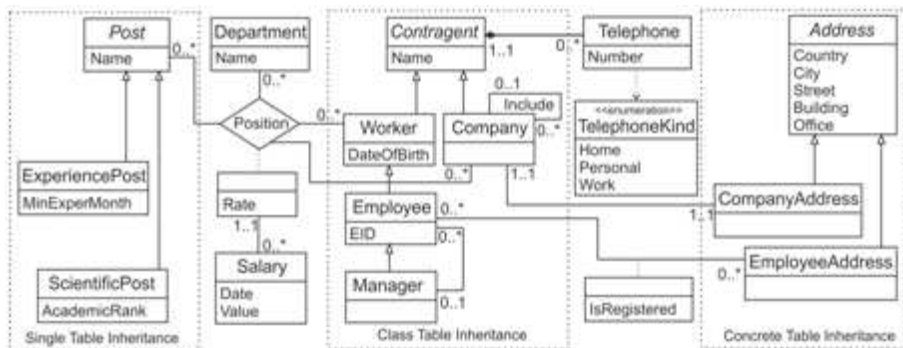 Post
Name
0..*
Department
Name
0..*
Position
0..*
ExperiencePost
MinExperMonth
ScientificPost
AcademicRank
Single Table Inheritance
Rate
1..1
0..*
Salary
Date
Value
Contragent
Name
1..1
0..*
0..1
Include
0..*
Worker
DateOfBirth
Company
0..*
1..1
Employee
EID
0..*
0..*
Manager
0..1
Class Table Inheritance
Telephone
Number
<<enumeration>>
TelephoneKind
Home
Personal
Work
IsRegistered
Address
Country
City
Street
Building
Office
CompanyAddress
1..1
EmployeeAddress
0..*
Concrete Table Inheritance